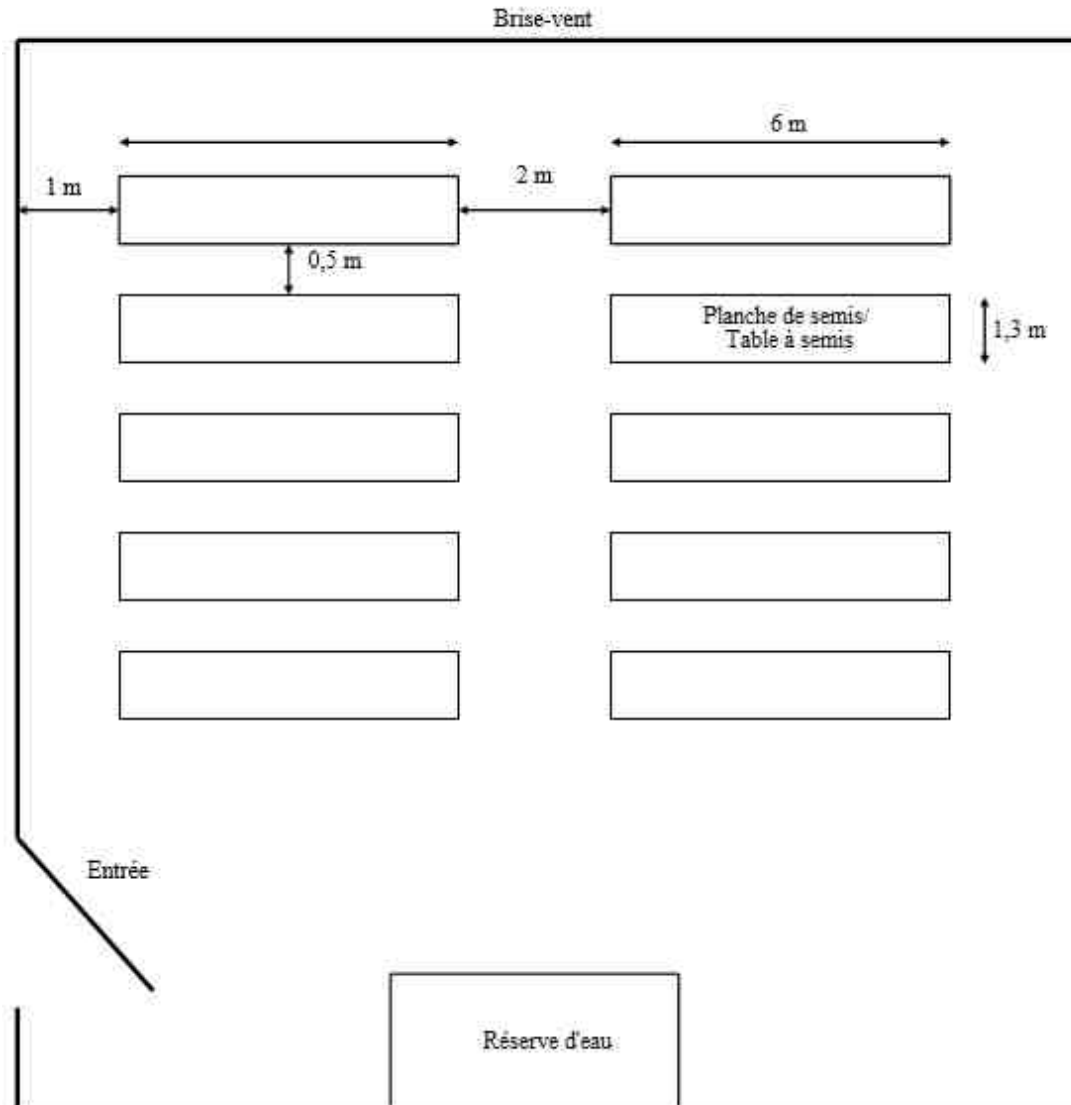 Brise-vent
6 m
1 m
2 m
0,5 m
Planche de semis/
Table à semis
1,3 m
Entrée
Réserve d'eau